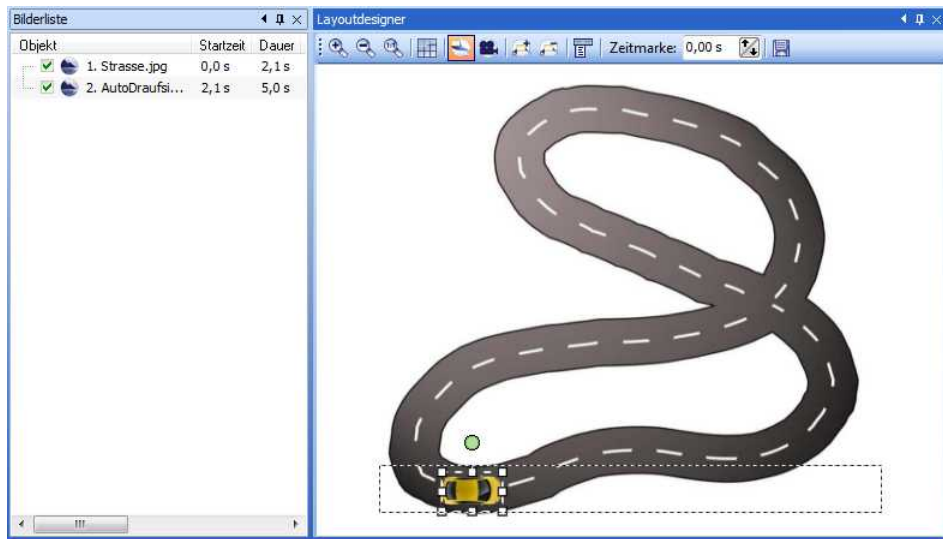 Bilderliste
Objekt Startzeit Dauer
1. Strasse.jpg 0,0 s 2,1 s
2. AutoDraufsi... 2,1 s 5,0 s
Layoutdesigner
Zeitmarke: 0,00 s